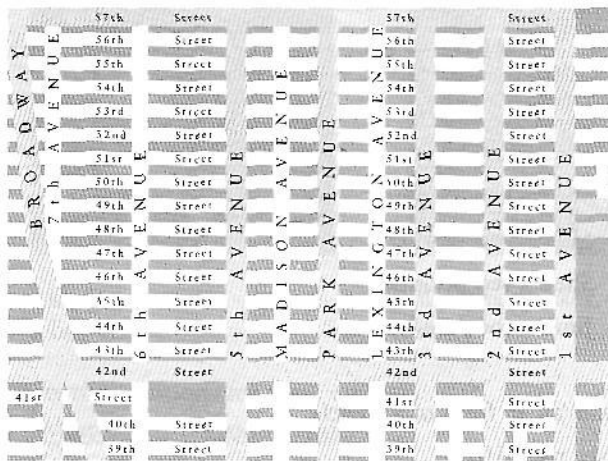 57th Street 57th Street
56th Street 56th Street
55th Street 55th Street
54th Street 54th Street
53rd Street 53rd Street
52nd Street 52nd Street
51st Street 51st Street
50th Street 50th Street
49th Street 49th Street
48th Street 48th Street
47th Street 47th Street
46th Street 46th Street
45th Street 45th Street
44th Street 44th Street
43th Street 43th Street
42nd Street 42nd Street
41st Street 41st Street
40th Street 40th Street
39th Street 39th Street
BROADWAY
7th AVENUE
6th AVENUE
5th AVENUE
MADISON AVENUE
PARK AVENUE
LEXINGTON AVENUE
3rd AVENUE
2nd AVENUE
1st AVENUE